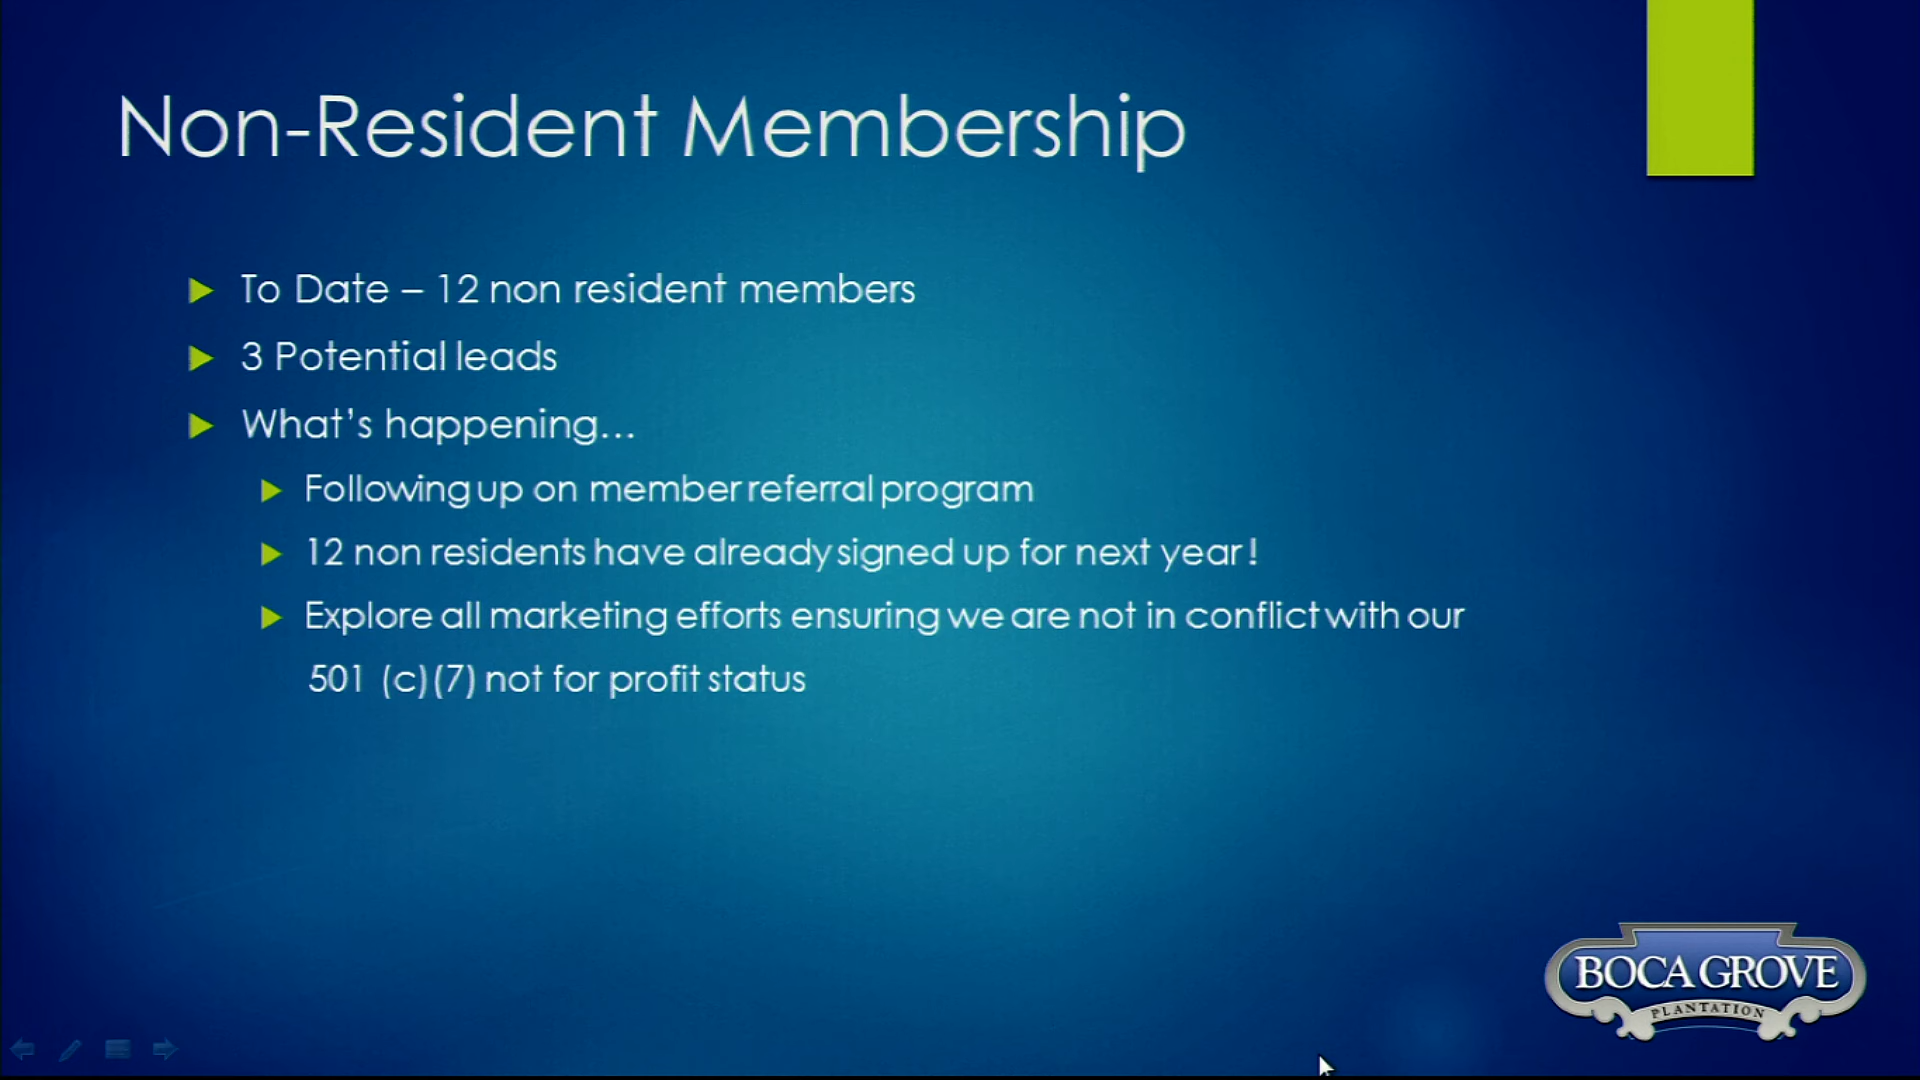 Non-Resident Membership
To Date – 12 non resident members
3 Potential leads
What’s happening…
Following up on member referral program
12 non residents have already signed up for next year!
Explore all marketing efforts ensuring we are not in conflict with our
501 (c)(7) not for profit status
BOCA GROVE
PLANTATION